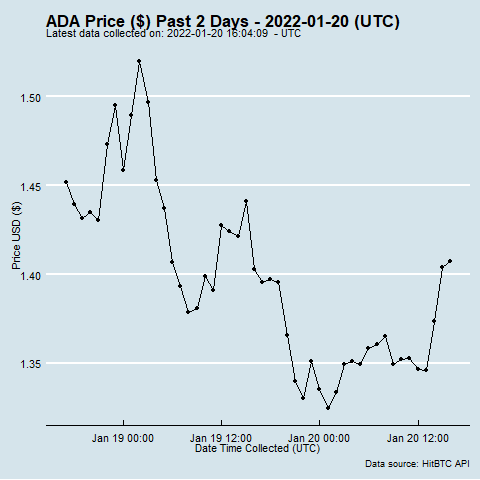 ADA Price ($) Past 2 Days - 2022-01-20 (UTC)
Latest data collected on: 2022-01-20 16:04:09 - UTC
1.50
1.45
1.40
1.35
Price USD ($)
Jan 19 00:00 Jan 19 12:00 Jan 20 00:00 Jan 20 12:00
Date Time Collected (UTC)
Data source: HitBTC API